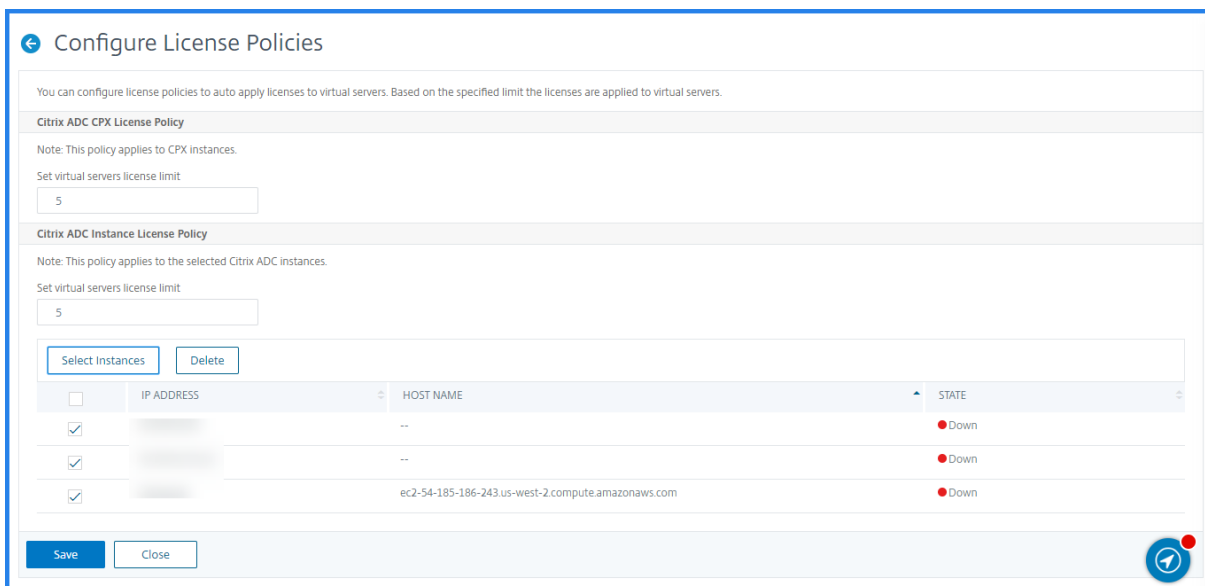 Configure License Policies
You can configure license policies to auto apply licenses to virtual servers. Based on the specified limit the licenses are applied to virtual servers.
Citrix ADC CPX License Policy
Note: This policy applies to CPX instances.
Set virtual servers license limit
5
Citrix ADC Instance License Policy
Note: This policy applies to the selected Citrix ADC instances.
Set virtual servers license limit
5
Select Instances Delete
IP ADDRESS HOST NAME STATE
-- Down
-- Down
ec2-54-185-186-243.us-west-2.compute.amazonaws.com Down
Save Close